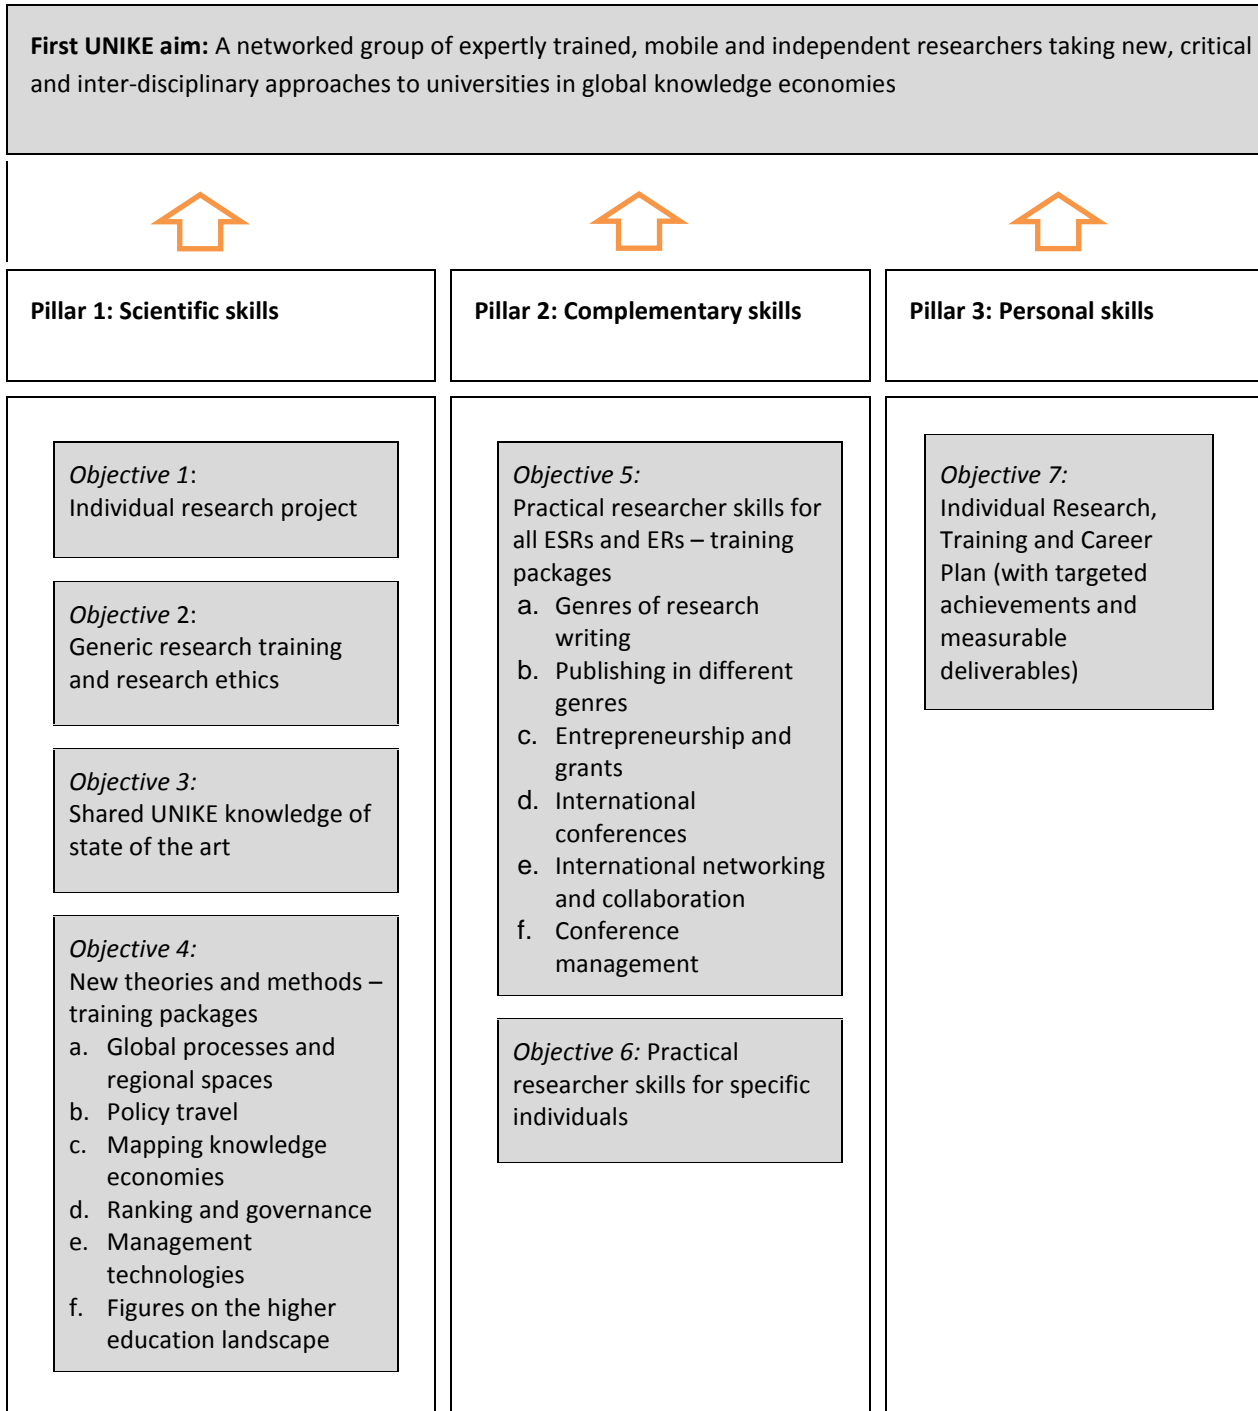 First UNIKE aim: A networked group of expertly trained, mobile and independent researchers taking new, critical
and inter-disciplinary approaches to universities in global knowledge economies
Pillar 1: Scientific skills
Pillar 2: Complementary skills
Pillar 3: Personal skills
Objective 1:
Individual research project
Objective 2:
Generic research training
and research ethics
Objective 3:
Shared UNIKE knowledge of
state of the art
Objective 4:
New theories and methods –
training packages
a. Global processes and
regional spaces
b. Policy travel
c. Mapping knowledge
economies
d. Ranking and governance
e. Management
technologies
f. Figures on the higher
education landscape
Objective 5:
Practical researcher skills for
all ESRs and ERs – training
packages
a. Genres of research
writing
b. Publishing in different
genres
c. Entrepreneurship and
grants
d. International
conferences
e. International networking
and collaboration
f. Conference
management
Objective 6: Practical
researcher skills for specific
individuals
Objective 7:
Individual Research,
Training and Career
Plan (with targeted
achievements and
measurable
deliverables)